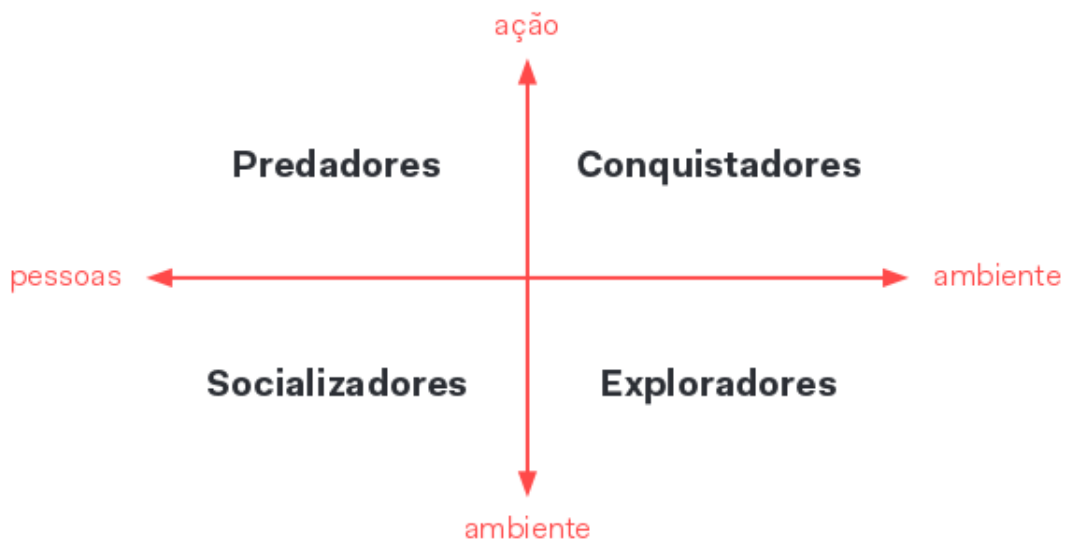 ação
Predadores Conquistadores
pessoas ambiente
Socializadores Exploradores
ambiente